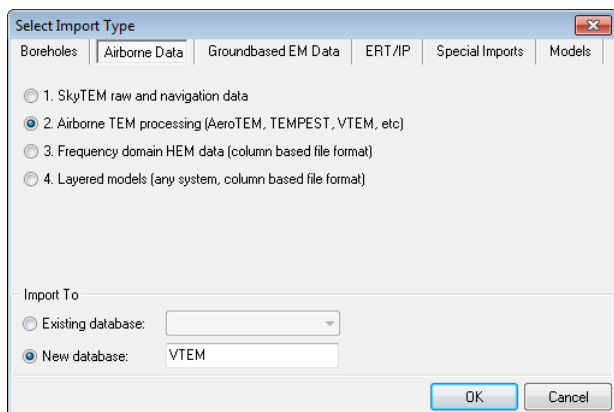 Select Import Type
Boreholes Airborne Data Groundbased EM Data ERT/IP Special Imports Models
1. SkyTEM raw and navigation data
2. Airborne TEM processing (AeroTEM, TEMPEST, VTEM, etc)
3. Frequency domain HEM data (column based file format)
4. Layered models (any system, column based file format)
Import To
Existing database:
New database: VTEM
OK Cancel